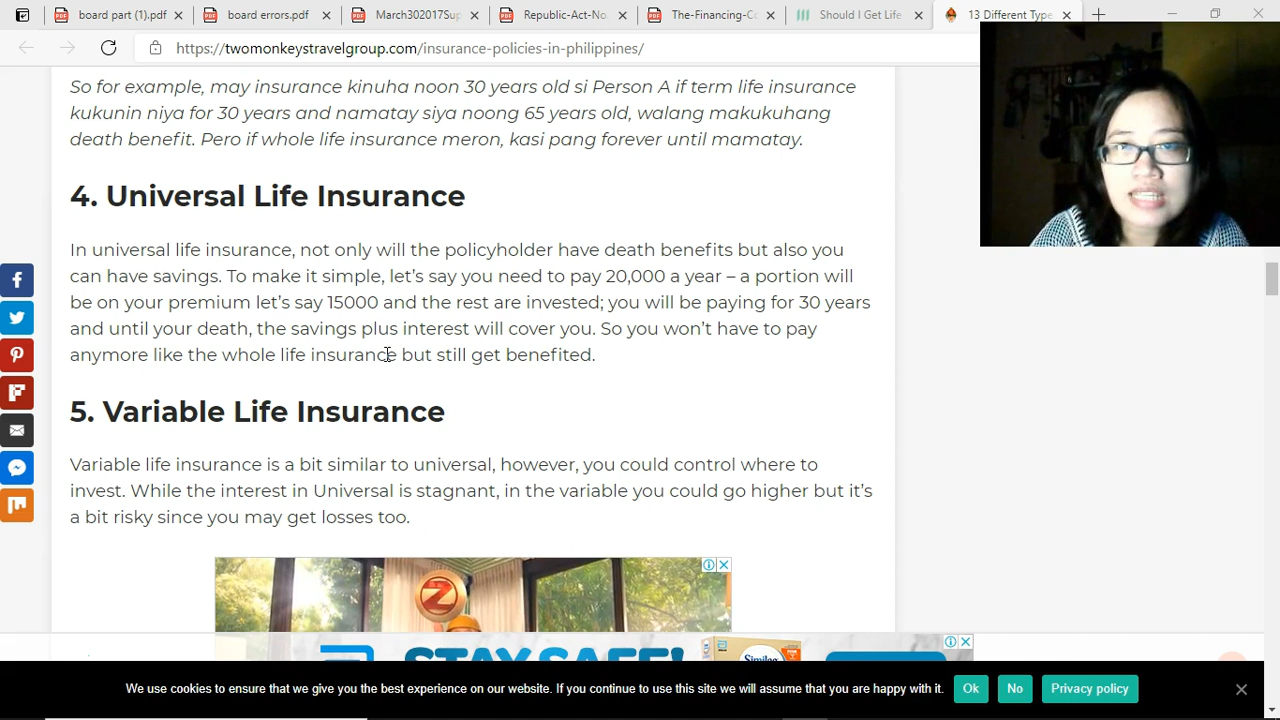 board part (1).pdf
board errors.pdf
March302017Sup
Republic-Act-No
The-Financing-Co
Should I Get Life
13 Different Type
https://twomonkeystravelgroup.com/insurance-policies-in-philippines/
So for example, may insurance kinuha noon 30 years old si Person A if term life insurance
kukunin niya for 30 years and namatay siya noong 65 years old, walang makukuhang
death benefit. Pero if whole life insurance meron, kasi pang forever until mamatay.
4. Universal Life Insurance
In universal life insurance, not only will the policyholder have death benefits but also you
can have savings. To make it simple, let's say you need to pay 20,000 a year – a portion will
be on your premium let's say 15000 and the rest are invested; you will be paying for 30 years
and until your death, the savings plus interest will cover you. So you won't have to pay
anymore like the whole life insurance but still get benefited.
5. Variable Life Insurance
Variable life insurance is a bit similar to universal, however, you could control where to
invest. While the interest in Universal is stagnant, in the variable you could go higher but it's
a bit risky since you may get losses too.
STAY SAFE!
Similac
We use cookies to ensure that we give you the best experience on our website. If you continue to use this site we will assume that you are happy with it.
Ok
No
Privacy policy